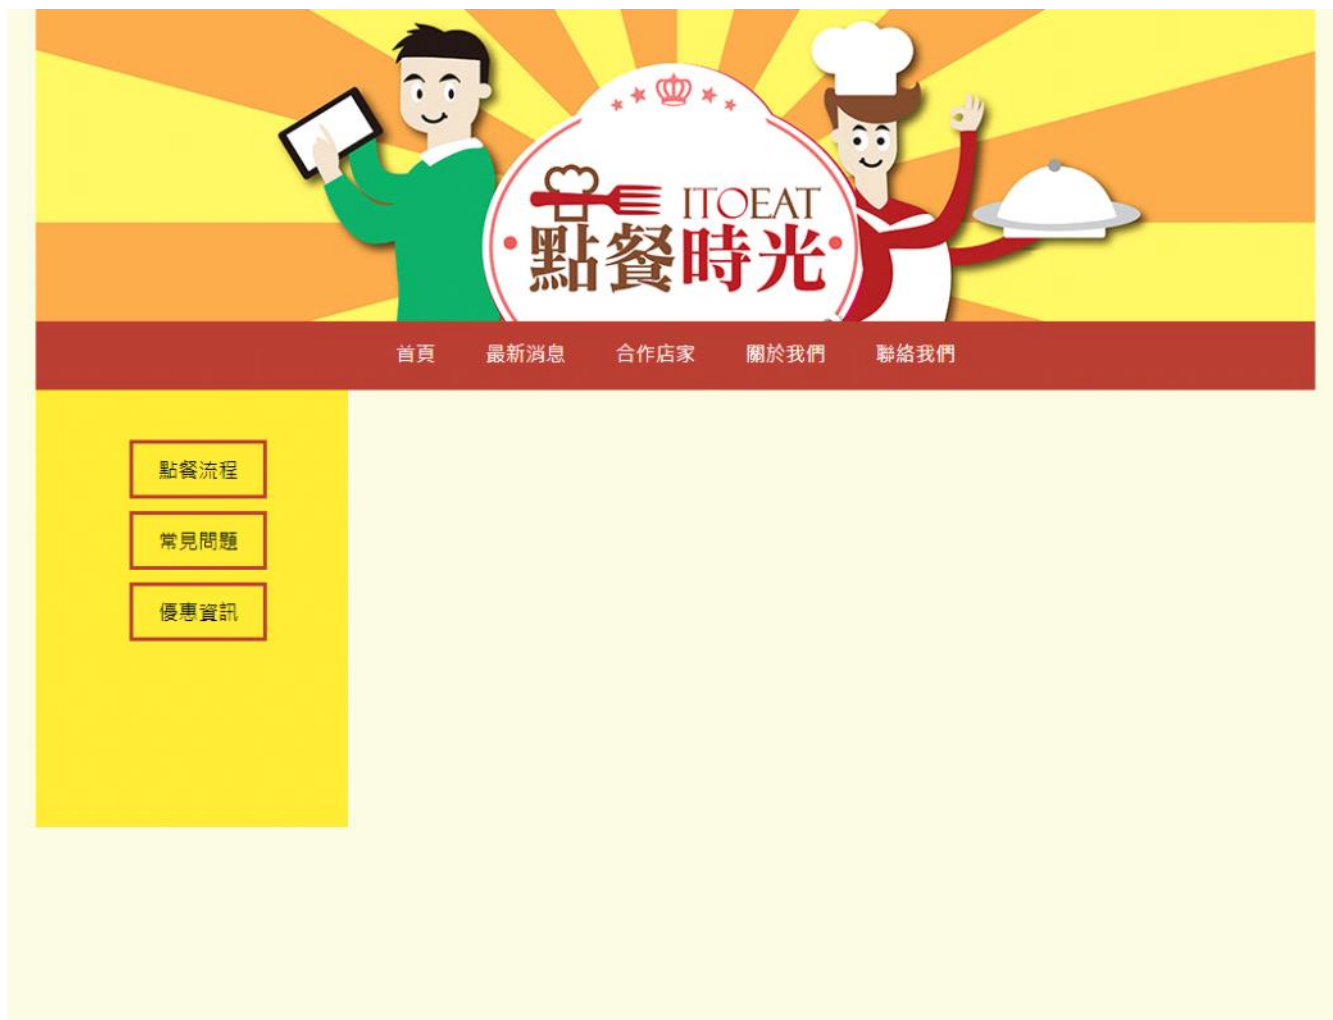 ITOEAT
點餐時光
首頁 最新消息 合作店家 關於我們 聯絡我們
點餐流程
常見問題
優惠資訊